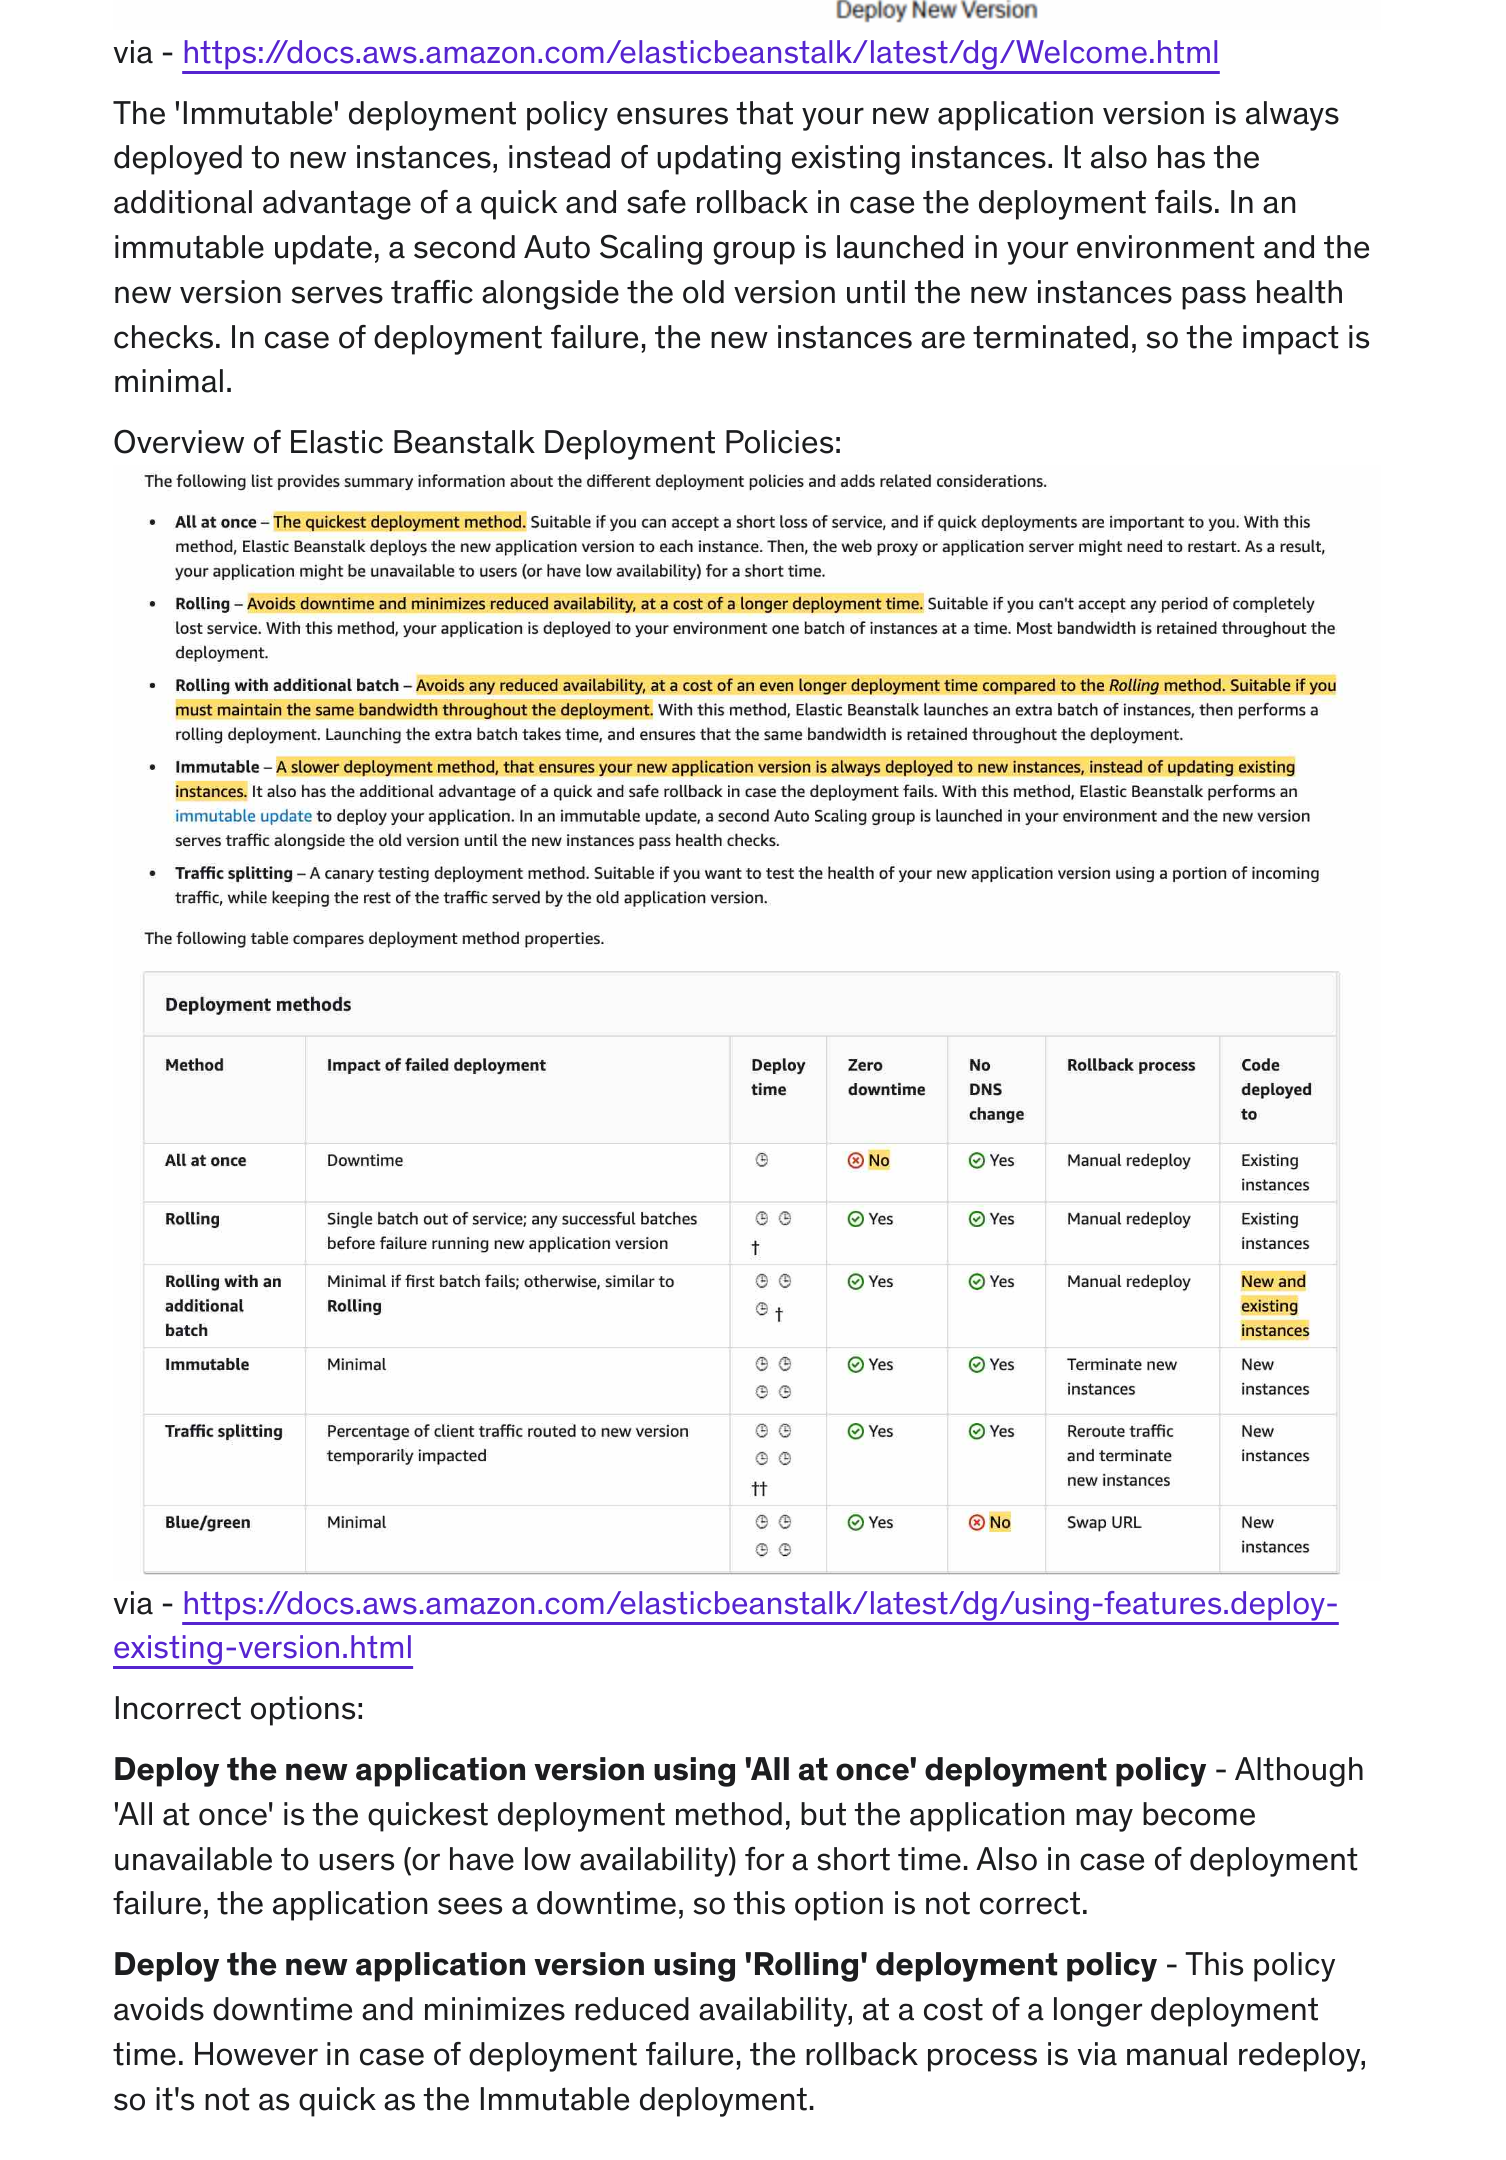 Deploy New Version
via - https://docs.aws.amazon.com/elasticbeanstalk/latest/dg/Welcome.html
The 'Immutable' deployment policy ensures that your new application version is always
deployed to new instances, instead of updating existing instances. It also has the
additional advantage of a quick and safe rollback in case the deployment fails. In an
immutable update, a second Auto Scaling group is launched in your environment and the
new version serves traffic alongside the old version until the new instances pass health
checks. In case of deployment failure, the new instances are terminated, so the impact is
minimal.
Overview of Elastic Beanstalk Deployment Policies:
The following list provides summary information about the different deployment policies and adds related considerations.
• All at once – The quickest deployment method. Suitable if you can accept a short loss of service, and if quick deployments are important to you. With this
method, Elastic Beanstalk deploys the new application version to each instance. Then, the web proxy or application server might need to restart. As a result,
your application might be unavailable to users (or have low availability) for a short time.
• Rolling – Avoids downtime and minimizes reduced availability, at a cost of a longer deployment time. Suitable if you can't accept any period of completely
lost service. With this method, your application is deployed to your environment one batch of instances at a time. Most bandwidth is retained throughout the
deployment.
• Rolling with additional batch – Avoids any reduced availability, at a cost of an even longer deployment time compared to the Rolling method. Suitable if you
must maintain the same bandwidth throughout the deployment. With this method, Elastic Beanstalk launches an extra batch of instances, then performs a
rolling deployment. Launching the extra batch takes time, and ensures that the same bandwidth is retained throughout the deployment.
• Immutable – A slower deployment method, that ensures your new application version is always deployed to new instances, instead of updating existing
instances. It also has the additional advantage of a quick and safe rollback in case the deployment fails. With this method, Elastic Beanstalk performs an
immutable update to deploy your application. In an immutable update, a second Auto Scaling group is launched in your environment and the new version
serves traffic alongside the old version until the new instances pass health checks.
• Traffic splitting – A canary testing deployment method. Suitable if you want to test the health of your new application version using a portion of incoming
traffic, while keeping the rest of the traffic served by the old application version.
The following table compares deployment method properties.
Deployment methods
Method Impact of failed deployment Deploy Zero No Rollback process Code
time downtime DNS deployed
change to
All at once Downtime No Yes Manual redeploy Existing
instances
Rolling Single batch out of service; any successful batches Yes Yes Manual redeploy Existing
before failure running new application version † instances
Rolling with an Minimal if first batch fails; otherwise, similar to Yes Yes Manual redeploy New and
additional Rolling † existing
batch instances
Immutable Minimal Yes Yes Terminate new New
instances instances
Traffic splitting Percentage of client traffic routed to new version Yes Yes Reroute traffic New
temporarily impacted and terminate instances
†† new instances
Blue/green Minimal Yes No Swap URL New
instances
via - https://docs.aws.amazon.com/elasticbeanstalk/latest/dg/using-features.deploy-
existing-version.html
Incorrect options:
Deploy the new application version using 'All at once' deployment policy - Although
'All at once' is the quickest deployment method, but the application may become
unavailable to users (or have low availability) for a short time. Also in case of deployment
failure, the application sees a downtime, so this option is not correct.
Deploy the new application version using 'Rolling' deployment policy - This policy
avoids downtime and minimizes reduced availability, at a cost of a longer deployment
time. However in case of deployment failure, the rollback process is via manual redeploy,
so it's not as quick as the Immutable deployment.